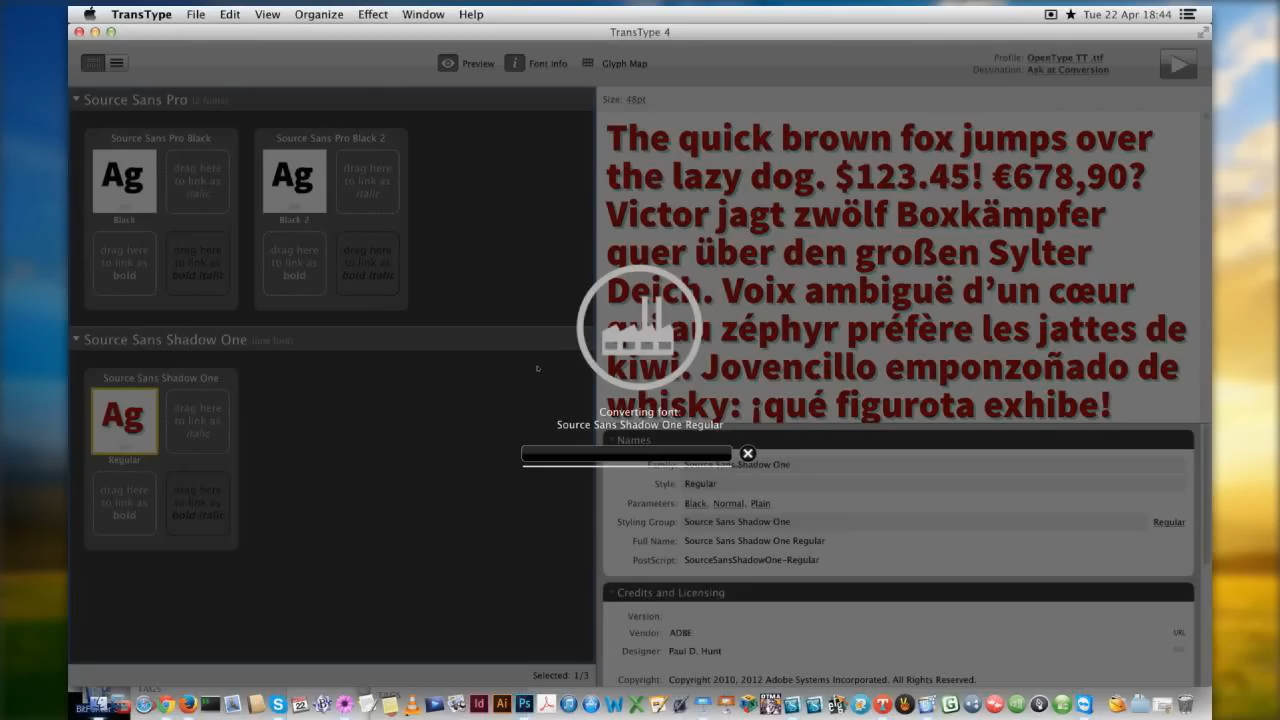 TransType File Edit View Organize Effect Window Help
Tue 22 Apr 18:44
TransType 4
Preview
Font Info
Glyph Map
Profile: OpenType TT .ttf
Destination: Ask at Conversion
Source Sans Pro (2 fonts)
Source Sans Pro Black
Source Sans Pro Black 2
Ag
drag here
to link as
italic
Ag
drag here
to link as
italic
Black
Black 2
drag here
to link as
bold
drag here
to link as
bold italic
drag here
to link as
bold
drag here
to link as
bold italic
Source Sans Shadow One (one font)
Source Sans Shadow One
Ag
drag here
to link as
italic
Regular
drag here
to link as
bold
drag here
to link as
bold italic
Selected: 1/3
Size: 48pt
The quick brown fox jumps over
the lazy dog. $123.45! €678,90?
Victor jagt zwölf Boxkämpfer
quer über den großen Sylter
Deich. Voix ambiguë d’un cœur
qui au zéphyr préfère les jattes de
kiwi. Jovencillo emponzoñado de
whisky: ¡qué figurota exhibe!
Converting font:
Source Sans Shadow One Regular
Names
Family: Source Sans Shadow One
Style: Regular
Parameters: Black, Normal, Plain
Styling Group: Source Sans Shadow One
Regular
Full Name: Source Sans Shadow One Regular
PostScript: SourceSansShadowOne-Regular
Credits and Licensing
Version:
Vendor: ADBE
URL
Designer: Paul D. Hunt
Copyright: Copyright 2010, 2012 Adobe Systems Incorporated. All Rights Reserved.
TAGS
TAGS